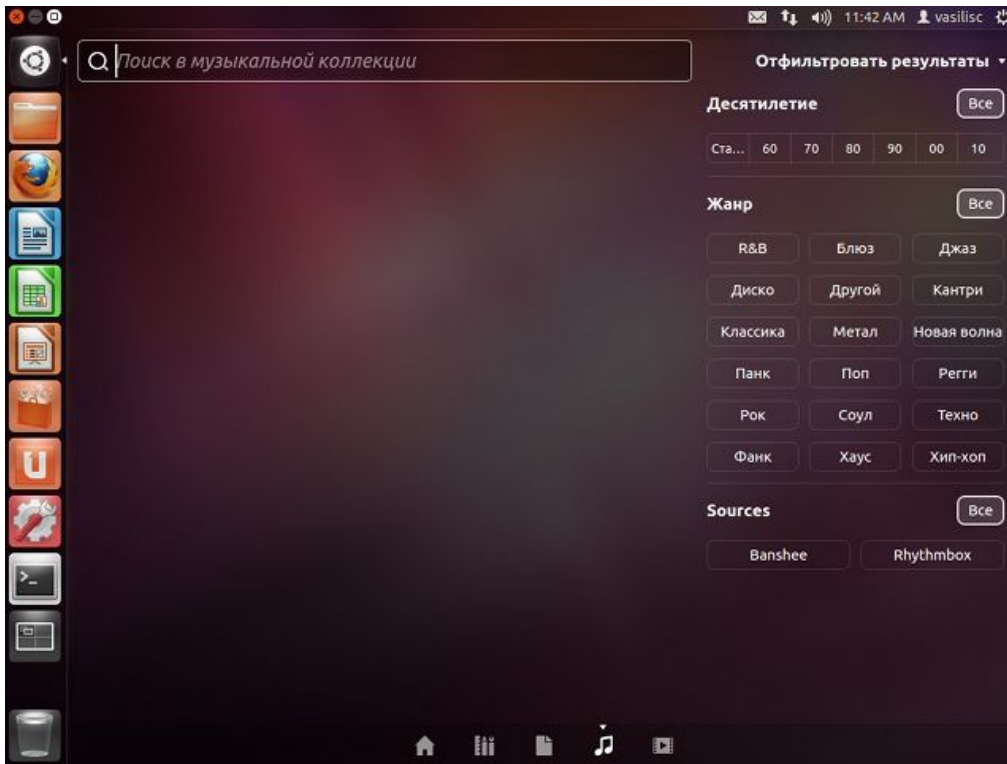 11:42 AM vasilisc
Поиск в музыкальной коллекции
Отфильтровать результаты
Десятилетие Все
Ста... 60 70 80 90 00 10
Жанр Все
R&B Блюз Джаз
Диско Другой Кантри
Классика Метал Новая волна
Панк Поп Регги
Рок Соул Техно
Фанк Хаус Хип-хоп
Sources Все
Banshee Rhythmbox